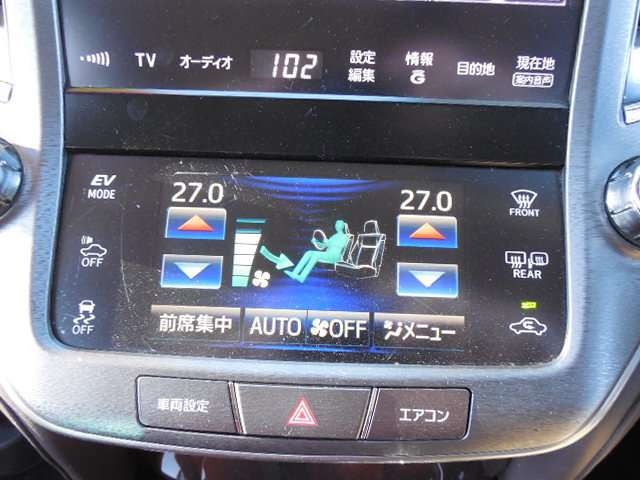 TV オーディオ 102 設定編集 情報G 目的地 現在地
案内音声
EV
MODE
27.0
27.0
FRONT
OFF
REAR
OFF
前席集中 AUTO OFF メニュー
車両設定 エアコン